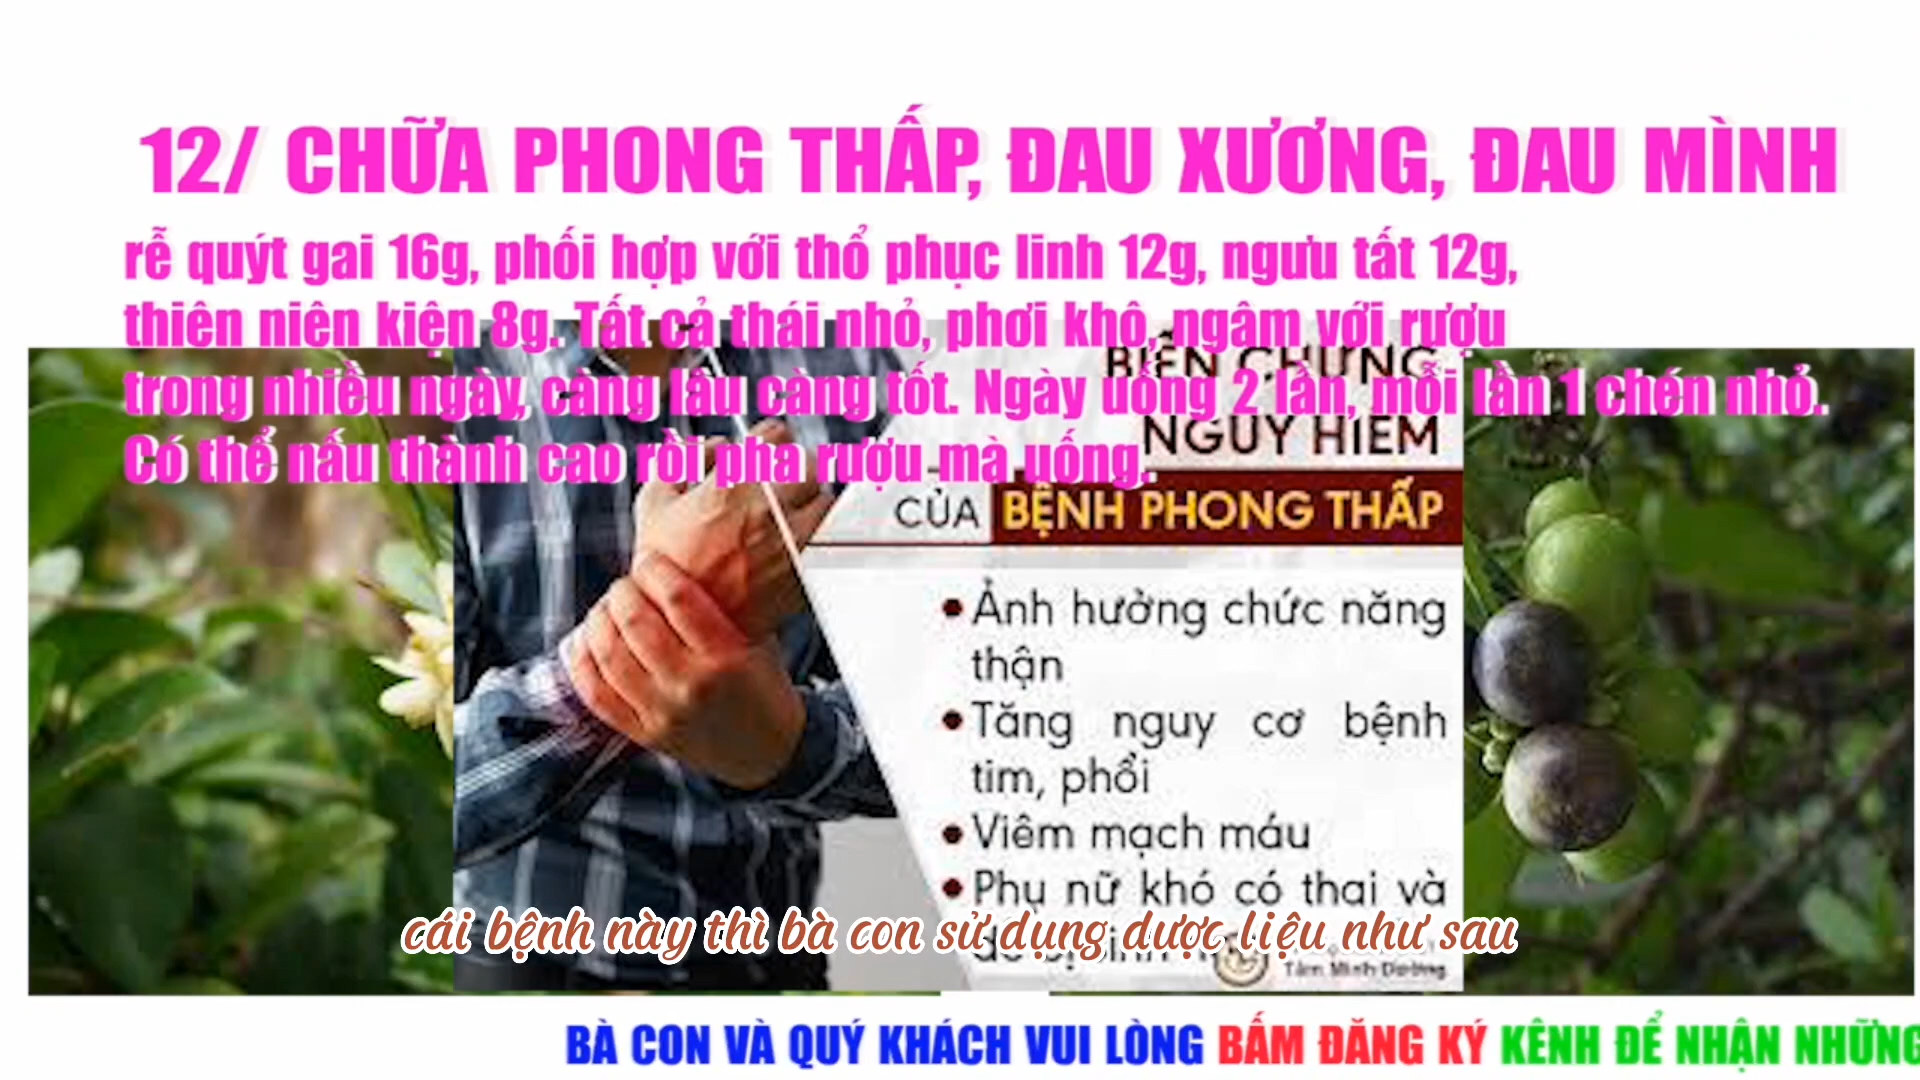 12/ CHỮA PHONG THẤP, ĐAU XƯƠNG, ĐAU MÌNH
rễ quýt gai 16g, phối hợp với thổ phục linh 12g, ngưu tất 12g,
thiên niên kiện 8g. Tất cả thái nhỏ, phơi khô, ngâm với rượu
trong nhiều ngày, càng lâu càng tốt. Ngày uống 2 lần, mỗi lần 1 chén nhỏ.
Có thể nấu thành cao rồi pha rượu mà uống.
BIẾN CHỨNG
NGUY HIỂM
CỦA BỆNH PHONG THẤP
• Ảnh hưởng chức năng
thận
• Tăng nguy cơ bệnh
tim, phổi
• Viêm mạch máu
• Phụ nữ khó có thai và
cái bệnh này thì bà con sử dụng dược liệu như sau
Tâm Minh Đường
BÀ CON VÀ QUÝ KHÁCH VUI LÒNG BẤM ĐĂNG KÝ KÊNH ĐỂ NHẬN NHỮNG